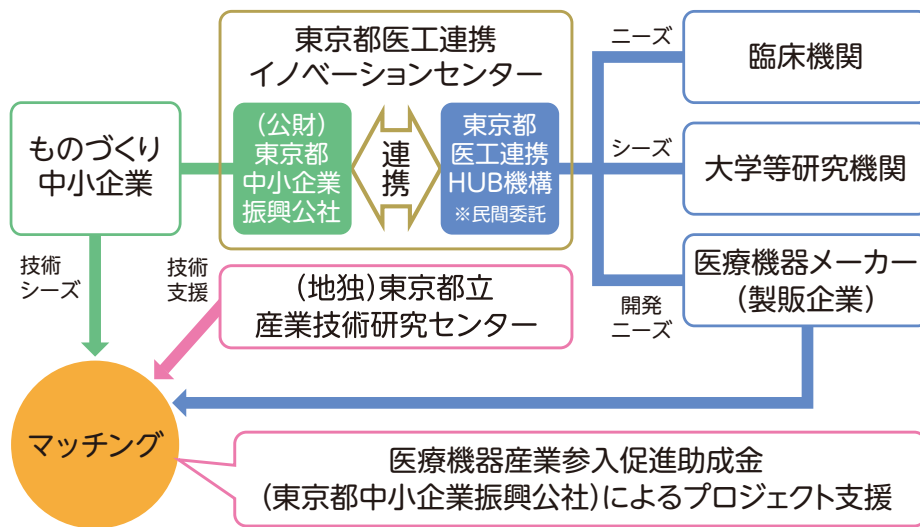 東京都医工連携
イノベーションセンター
(公財)
東京都
中小企業
振興公社
連携
東京都
医工連携
HUB機構
※民間委託
ものづくり
中小企業
ニーズ
臨床機関
シーズ
大学等研究機関
医療機器メーカー
(製販企業)
開発
ニーズ
技術
シーズ
技術
支援
(地独)東京都立
産業技術研究センター
マッチング
医療機器産業参入促進助成金
(東京都中小企業振興公社)によるプロジェクト支援